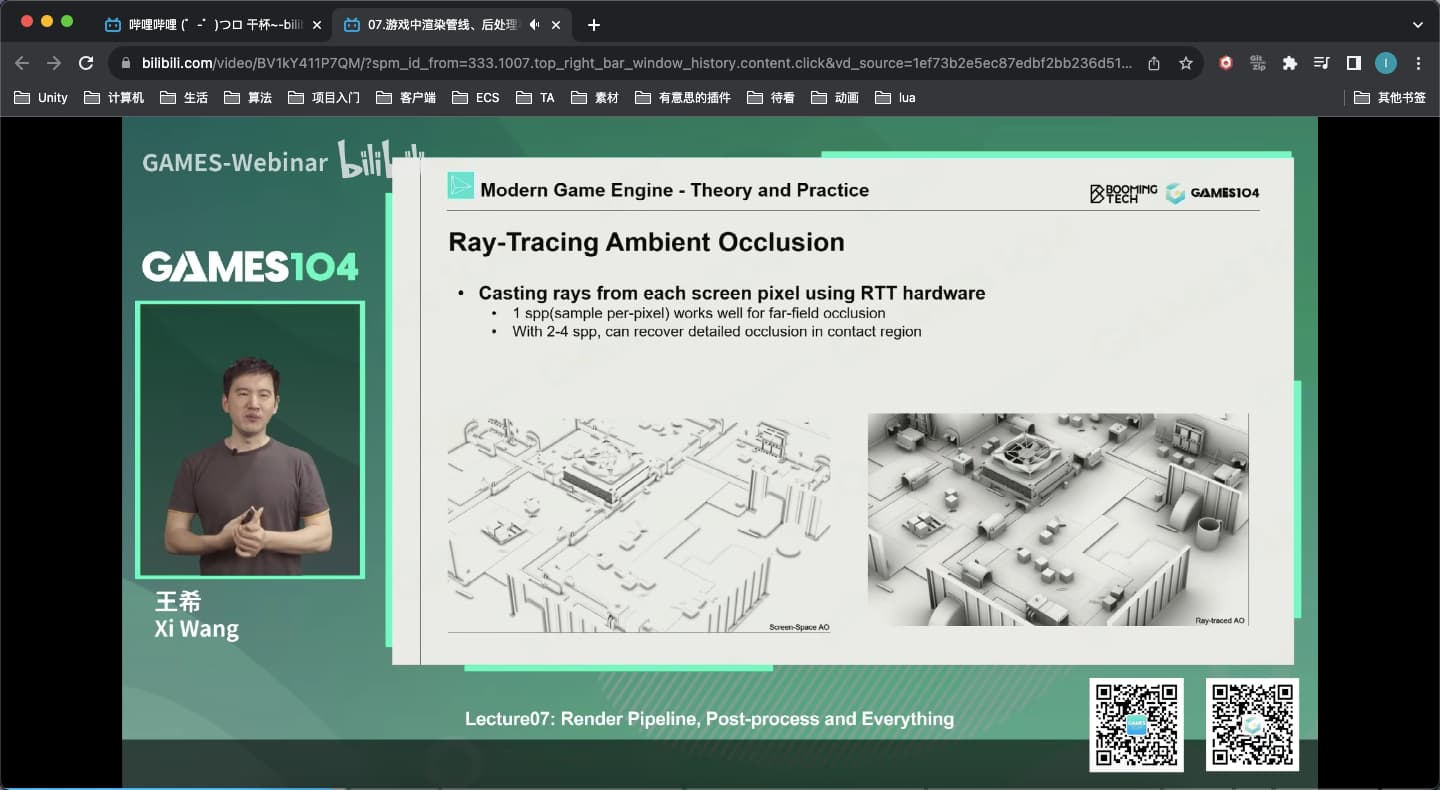 哔哩哔哩 (゜-゜)つロ 干杯~-bili
07.游戏中渲染管线、后处理
bilibili.com/video/BV1kY411P7QM/?spm_id_from=333.1007.top_right_bar_window_history.content.click&vd_source=1ef73b2e5ec87edbf2bb236d51...
Git
zip
I
Unity
计算机
生活
算法
项目入门
客户端
ECS
TA
素材
有意思的插件
待看
动画
lua
其他书签
GAMES-Webinar bilibili
Modern Game Engine - Theory and Practice
BOOMING
TECH
GAMES104
GAMES104
Ray-Tracing Ambient Occlusion
• Casting rays from each screen pixel using RTT hardware
• 1 spp(sample per-pixel) works well for far-field occlusion
• With 2-4 spp, can recover detailed occlusion in contact region
Screen-Space AO
Ray-traced AO
王希
Xi Wang
Lecture07: Render Pipeline, Post-process and Everything
GAMES